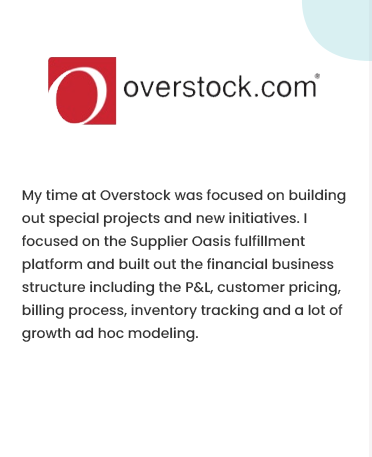 overstock.com®
My time at Overstock was focused on building
out special projects and new initiatives. I
focused on the Supplier Oasis fulfillment
platform and built out the financial business
structure including the P&L, customer pricing,
billing process, inventory tracking and a lot of
growth ad hoc modeling.